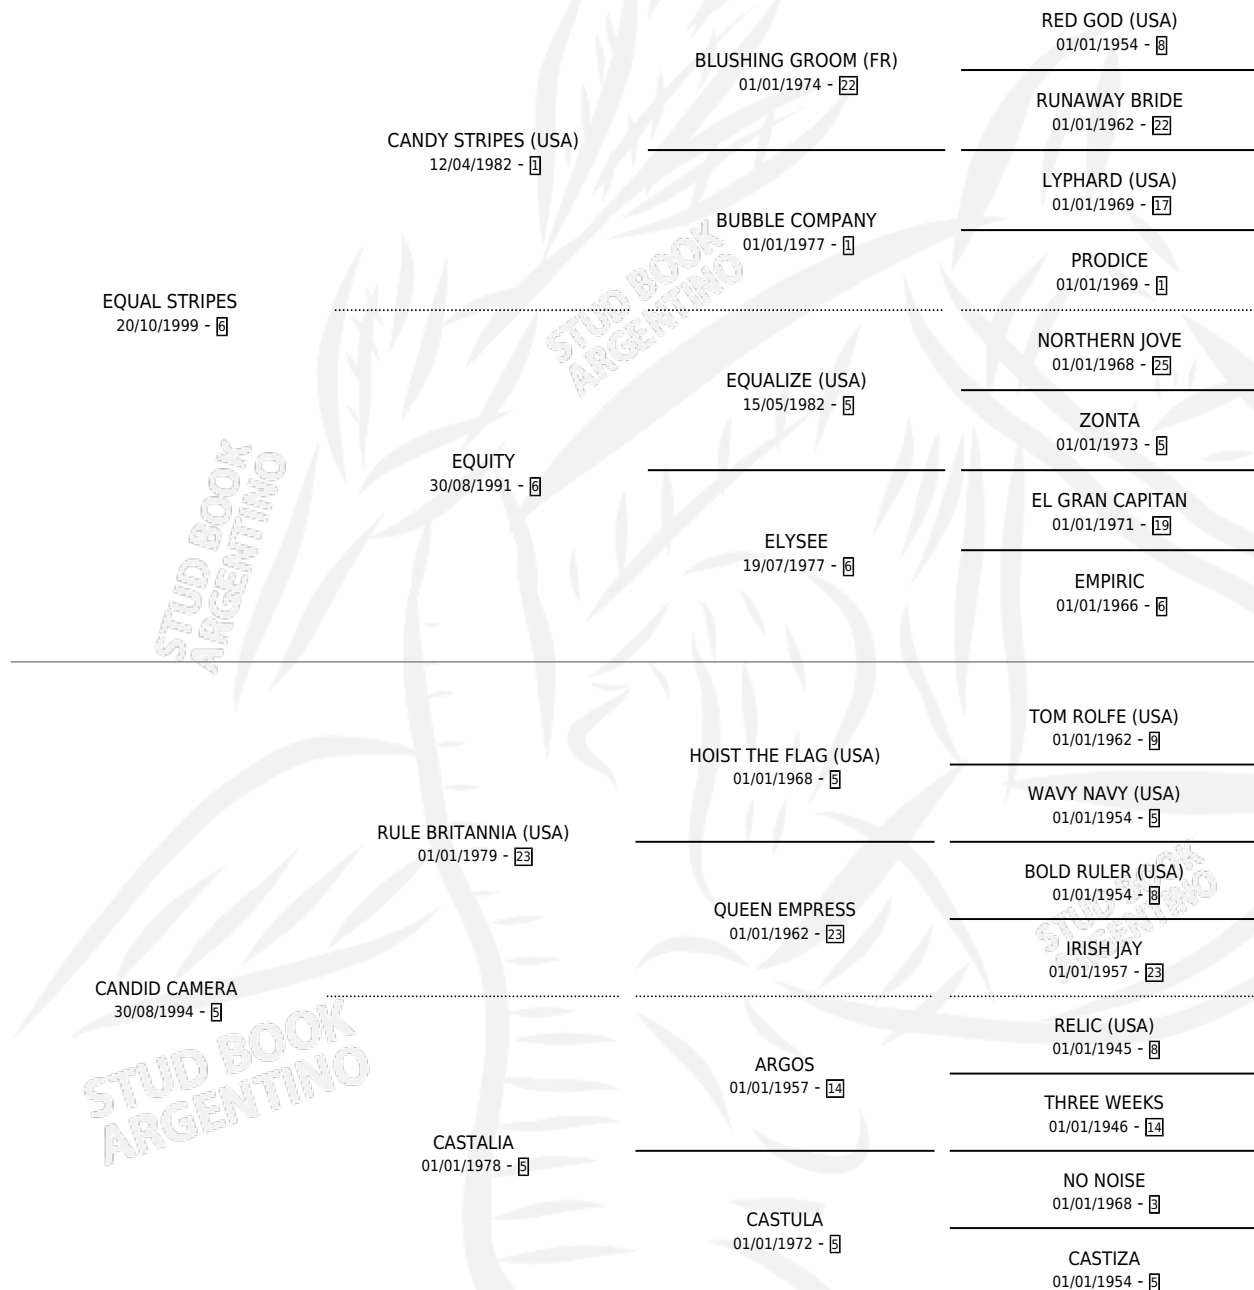 RED GOD (USA)
01/01/1954 - 8
BLUSHING GROOM (FR)
01/01/1974 - 22
RUNAWAY BRIDE
01/01/1962 - 22
CANDY STRIPES (USA)
12/04/1982 - 1
LYPHARD (USA)
01/01/1969 - 17
BUBBLE COMPANY
01/01/1977 - 1
PRODICE
01/01/1969 - 1
EQUAL STRIPES
20/10/1999 - 6
STUD BOOK
ARGENTINO
NORTHERN JOVE
01/01/1968 - 25
EQUALIZE (USA)
15/05/1982 - 5
ZONTA
01/01/1973 - 5
EQUITY
30/08/1991 - 6
EL GRAN CAPITAN
01/01/1971 - 19
ELYSEE
19/07/1977 - 6
EMPIRIC
01/01/1966 - 6
STUD BOOK
ARGENTINO
TOM ROLFE (USA)
01/01/1962 - 9
HOIST THE FLAG (USA)
01/01/1968 - 5
WAVY NAVY (USA)
01/01/1954 - 5
RULE BRITANNIA (USA)
01/01/1979 - 23
BOLD RULER (USA)
01/01/1954 - 8
QUEEN EMPRESS
01/01/1962 - 23
STUD BOOK
ARGENTINO
IRISH JAY
01/01/1957 - 23
CANDID CAMERA
30/08/1994 - 5
STUD BOOK
ARGENTINO
RELIC (USA)
01/01/1945 - 8
ARGOS
01/01/1957 - 14
THREE WEEKS
01/01/1946 - 14
CASTALIA
01/01/1978 - 5
NO NOISE
01/01/1968 - 3
CASTULA
01/01/1972 - 5
CASTIZA
01/01/1954 - 5